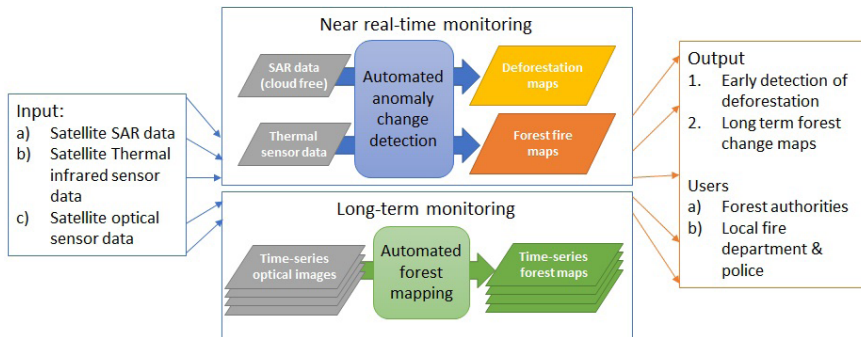 Near real-time monitoring
SAR data
(cloud free)
Automated
anomaly
change
detection
Deforestation
maps
Thermal
sensor data
Forest fire
maps
Input:
a) Satellite SAR data
b) Satellite Thermal
infrared sensor
data
c) Satellite optical
sensor data
Long-term monitoring
Time-series
optical images
Automated
forest
mapping
Time-series
forest maps
Output
1. Early detection of
deforestation
2. Long term forest
change maps
Users
a) Forest authorities
b) Local fire
department &
police